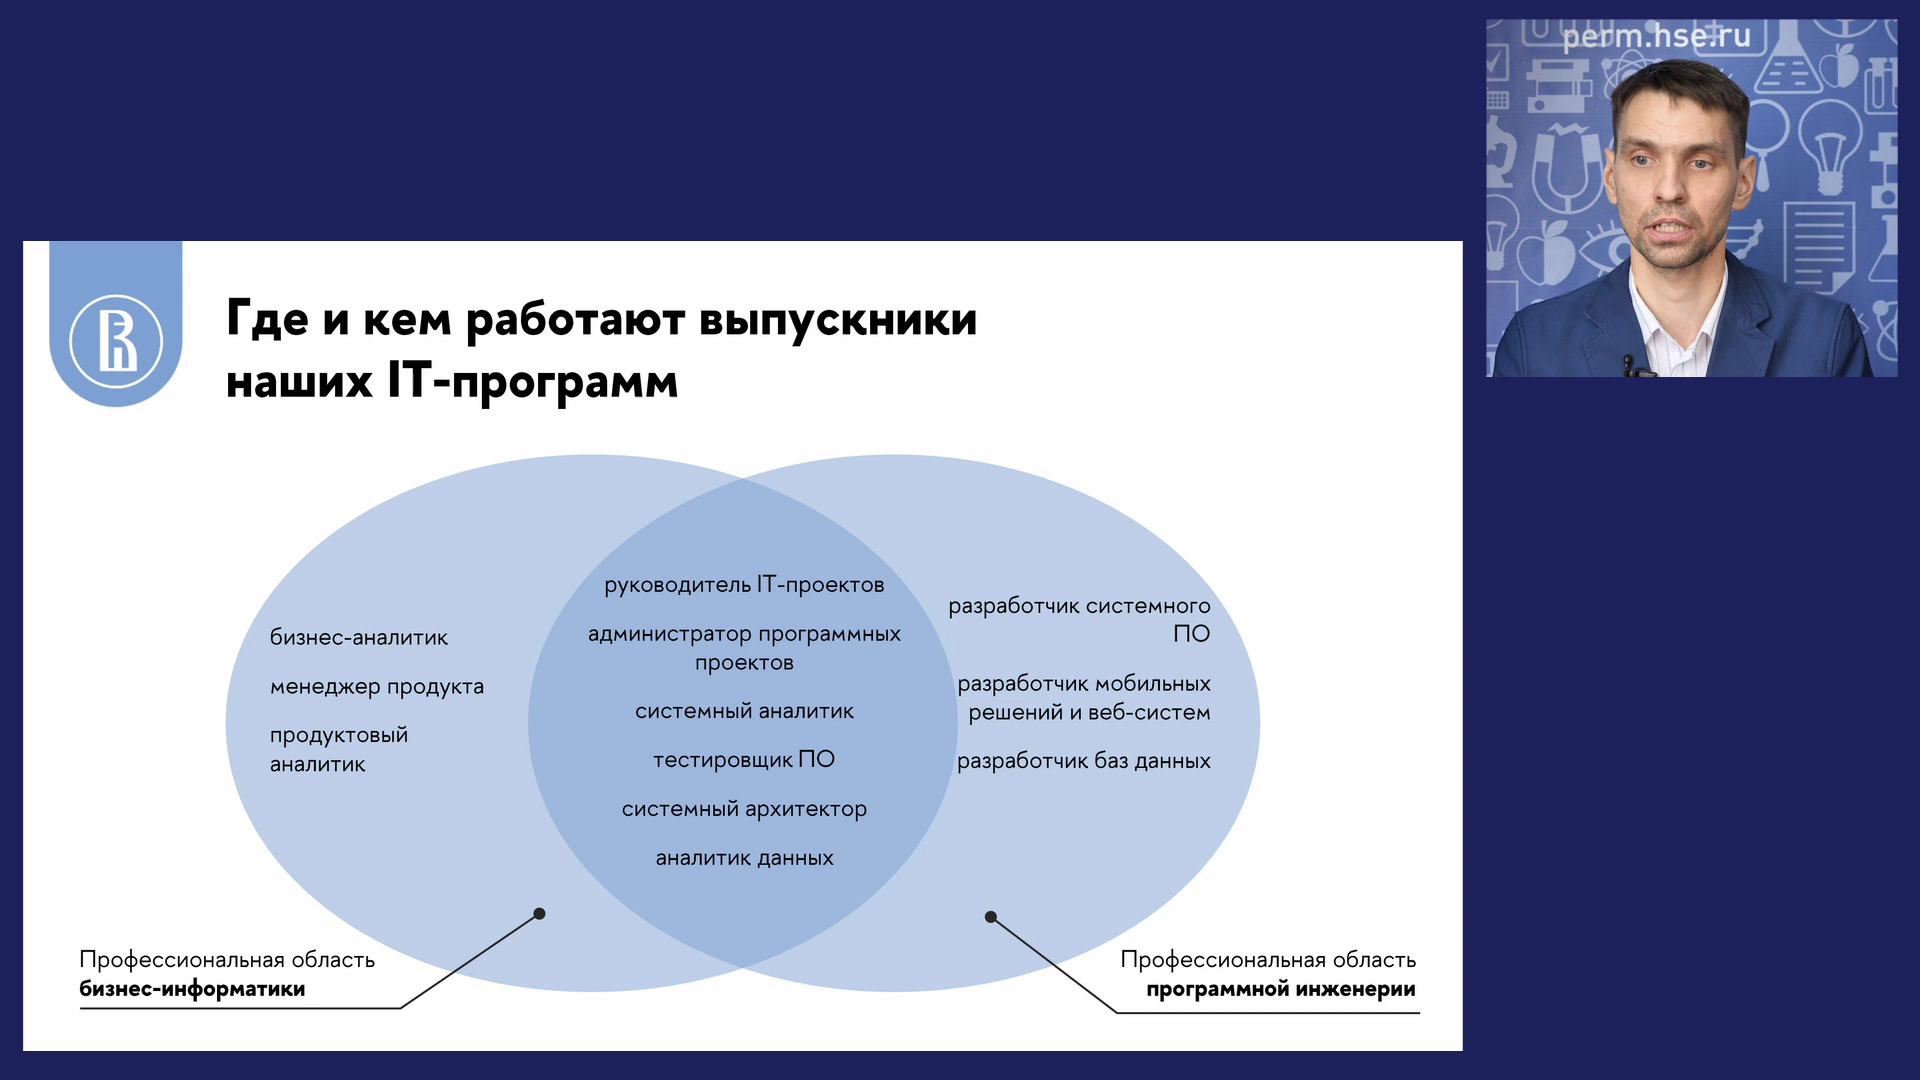 perm.hse.ru
Где и кем работают выпускники
наших IT-программ
бизнес-аналитик
менеджер продукта
продуктовый
аналитик
руководитель IT-проектов
администратор программных
проектов
системный аналитик
тестировщик ПО
системный архитектор
аналитик данных
разработчик системного
ПО
разработчик мобильных
решений и веб-систем
разработчик баз данных
Профессиональная область
бизнес-информатики
Профессиональная область
программной инженерии